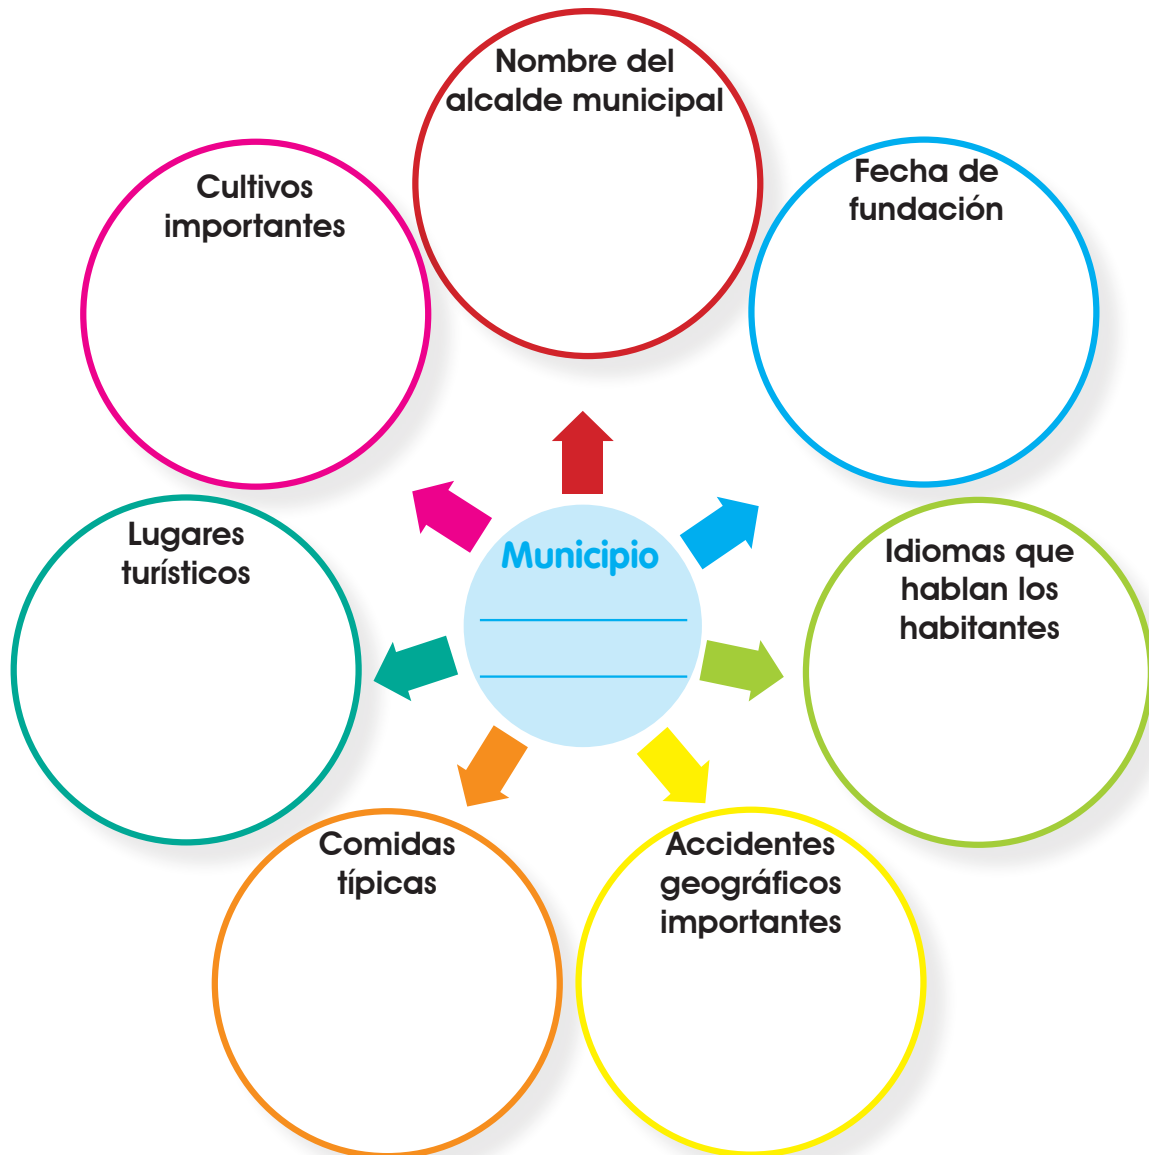 Nombre del
alcalde municipal
Fecha de
fundación
Cultivos
importantes
Lugares
turísticos
Municipio
Idiomas que
hablan los
habitantes
Comidas
típicas
Accidentes
geográficos
importantes